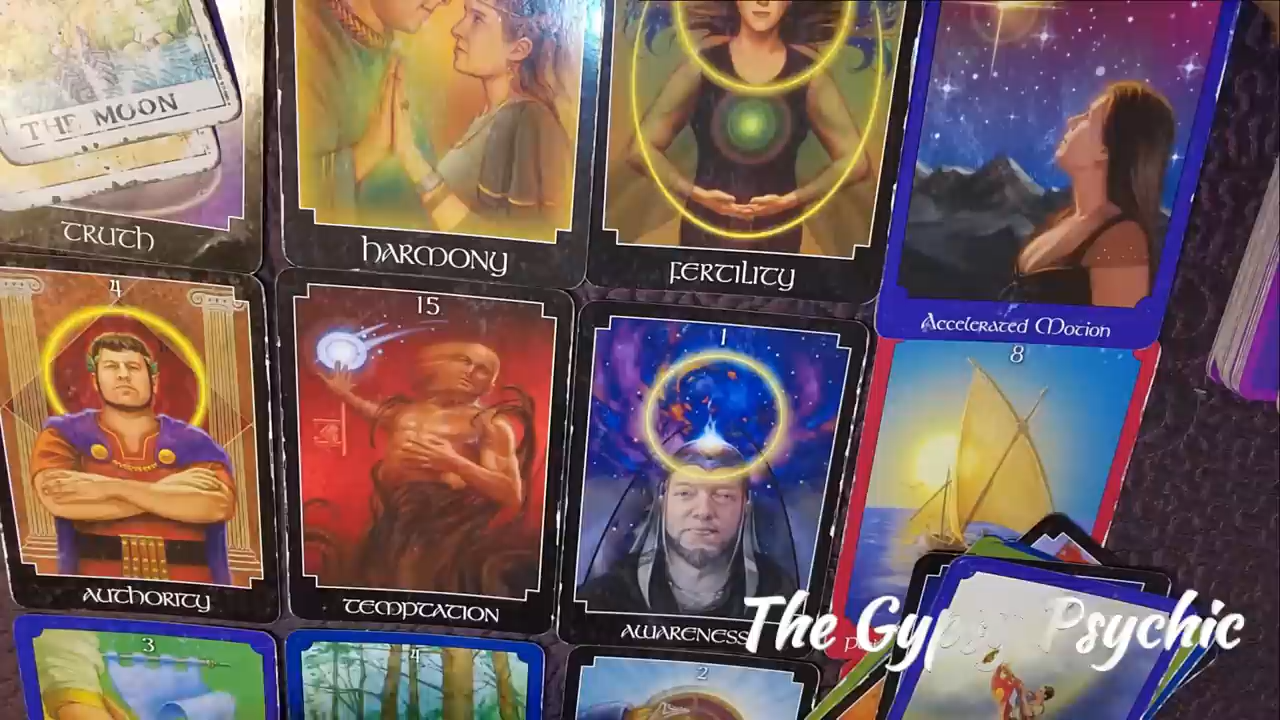 THE MOON
TRUTH
HARMONY
FERTILITY
Accelerated Motion
4
15
1
8
AUTHORITY
TEMPTATION
AWARENESS
The Gypsy Psychic
3
4
2